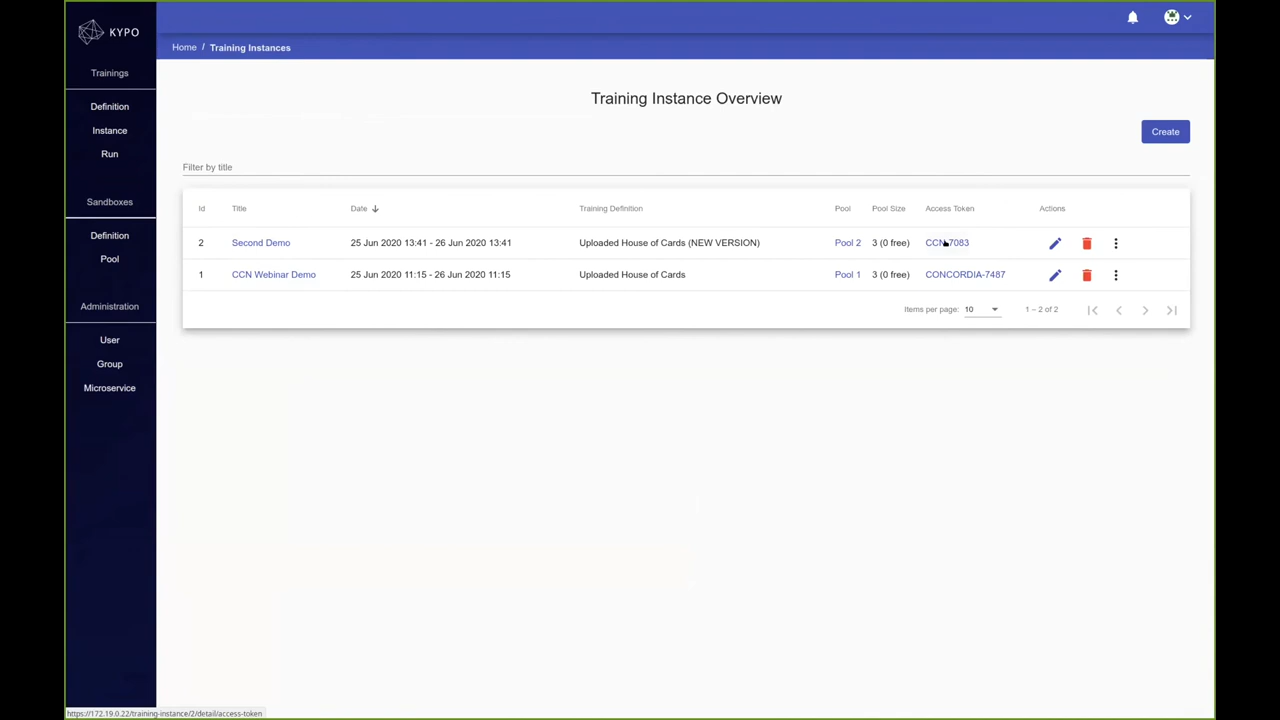 KYPO
Home / Training Instances
Trainings
Definition
Instance
Run
Sandboxes
Definition
Pool
Administration
User
Group
Microservice
Training Instance Overview
Create
Filter by title
Id Title Date Training Definition Pool Pool Size Access Token Actions
2 Second Demo 25 Jun 2020 13:41 - 26 Jun 2020 13:41 Uploaded House of Cards (NEW VERSION) Pool 2 3 (0 free) CCN-7083
1 CCN Webinar Demo 25 Jun 2020 11:15 - 26 Jun 2020 11:15 Uploaded House of Cards Pool 1 3 (0 free) CONCORDIA-7487
Items per page: 10 1 – 2 of 2
https://172.19.0.22/training-instance/2/detail/access-token